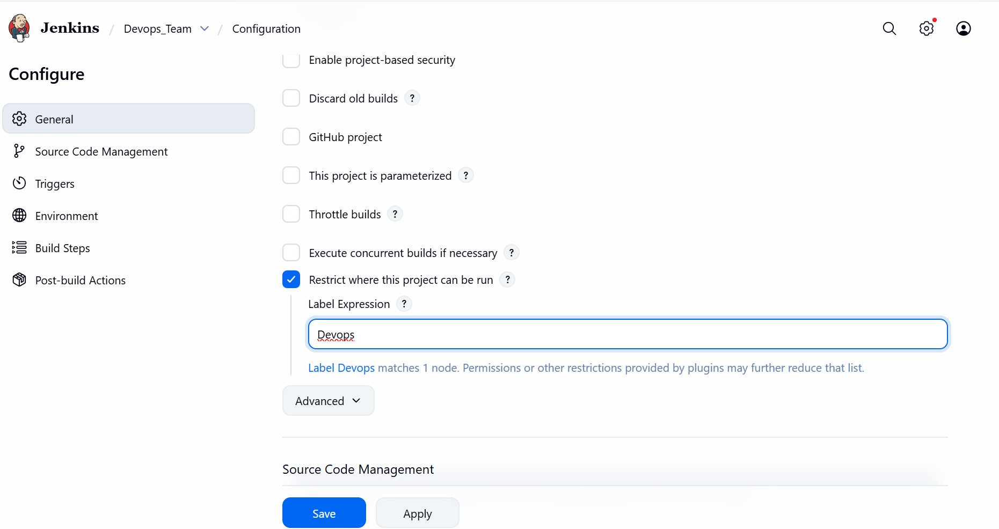 Jenkins / Devops_Team / Configuration
Configure
General
Source Code Management
Triggers
Environment
Build Steps
Post-build Actions
Enable project-based security
Discard old builds ?
GitHub project
This project is parameterized ?
Throttle builds ?
Execute concurrent builds if necessary ?
Restrict where this project can be run ?
Label Expression ?
Devops
Label Devops matches 1 node. Permissions or other restrictions provided by plugins may further reduce that list.
Advanced
Source Code Management
Save Apply